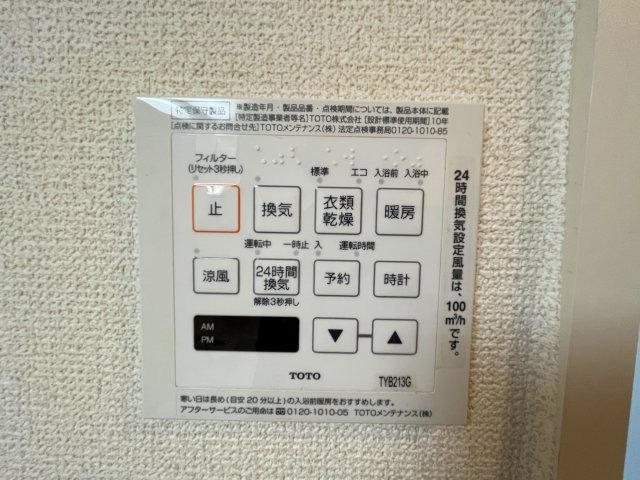 特定保守製品
※製造年月・製品品番・点検期間については、製品本体に記載
[特定製造事業者等名]TOTO株式会社 [設計標準使用期間]10年
[点検に関するお問合せ先]TOTOメンテナンス(株) 法定点検事務局0120-1010-85
フィルター
(リセット3秒押し)
標準 エコ 入浴前 入浴中
止 換気 衣類乾燥 暖房
運転中 一時止 入 運転時間
涼風 24時間換気 予約 時計
解除3秒押し
AM
PM
▼ ▲
TOTO
TYB213G
24時間換気設定風量は、100m³/hです。
寒い日は長め(目安20分以上)の入浴前暖房をおすすめします。
アフターサービスのご用命は 0120-1010-05 TOTOメンテナンス(株)